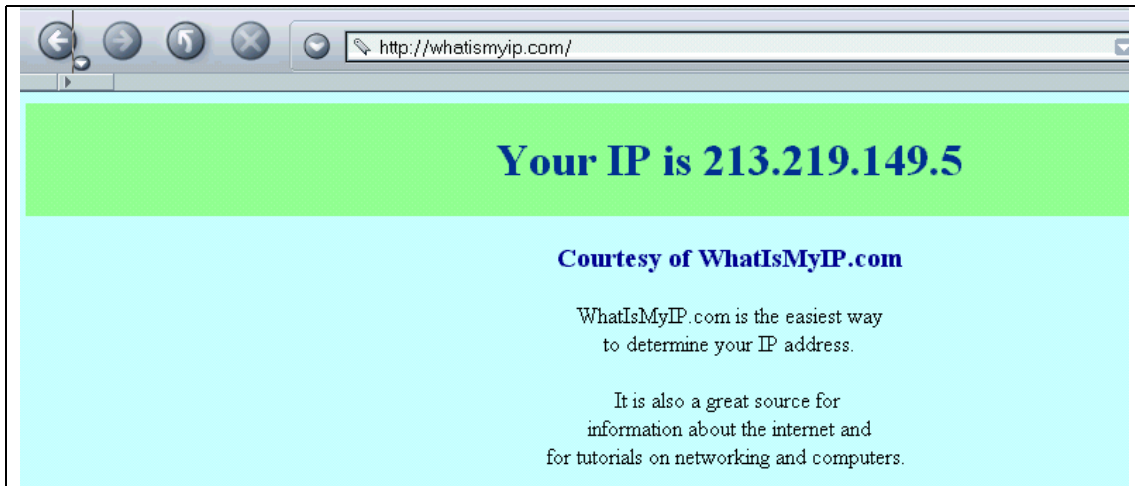 http://whatismyip.com/
Your IP is 213.219.149.5
Courtesy of WhatIsMyIP.com
WhatIsMyIP.com is the easiest way
to determine your IP address.
It is also a great source for
information about the internet and
for tutorials on networking and computers.